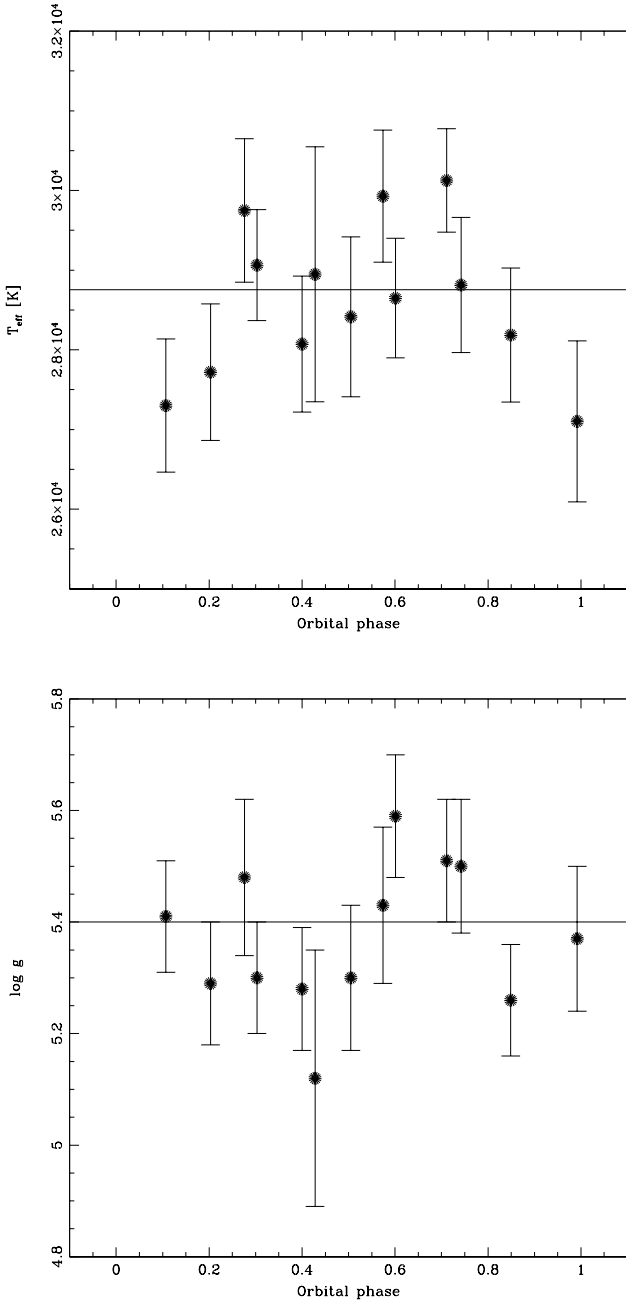 3.2×10⁴
3×10⁴
2.8×10⁴
2.6×10⁴
T_eff [K]
0 0.2 0.4 0.6 0.8 1
Orbital phase
5.8
5.6
5.4
5.2
5
4.8
log g
0 0.2 0.4 0.6 0.8 1
Orbital phase